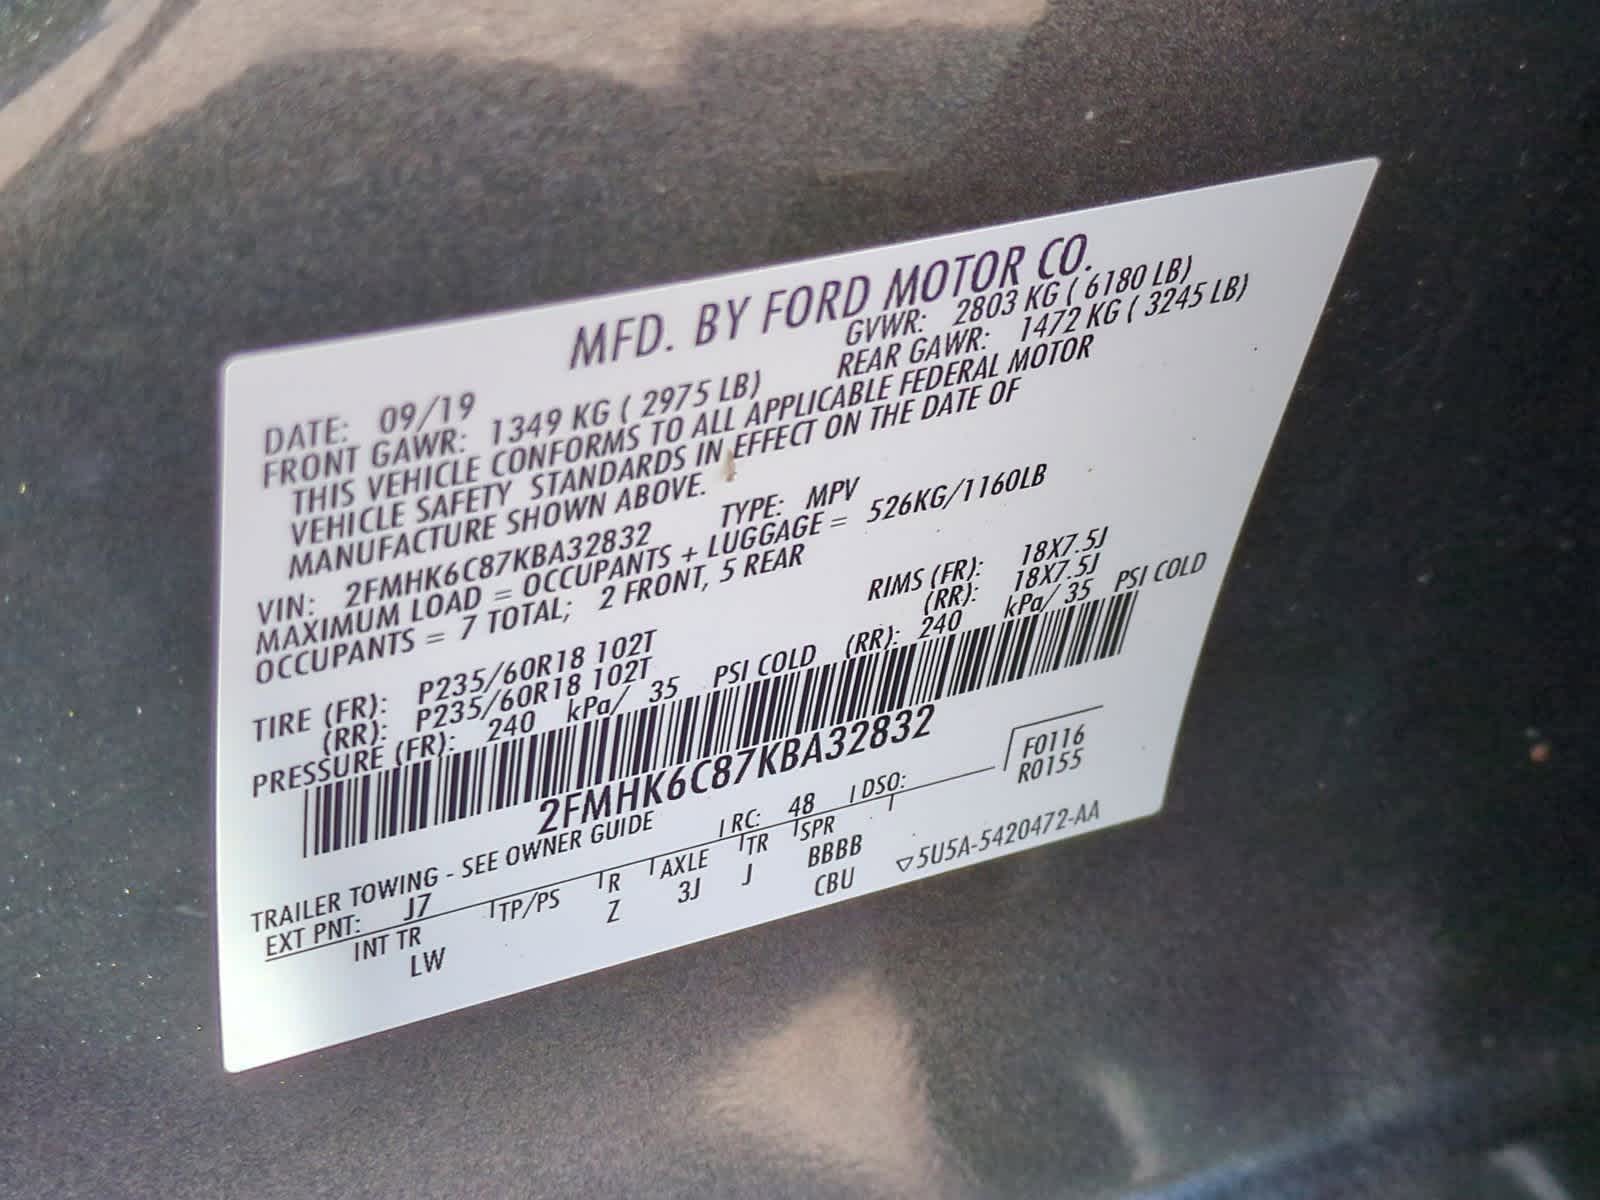 MFD. BY FORD MOTOR CO.
DATE: 09/19 GVWR: 2803 KG ( 6180 LB)
FRONT GAWR: 1349 KG ( 2975 LB) REAR GAWR: 1472 KG ( 3245 LB)
THIS VEHICLE CONFORMS TO ALL APPLICABLE FEDERAL MOTOR
VEHICLE SAFETY STANDARDS IN EFFECT ON THE DATE OF
MANUFACTURE SHOWN ABOVE.
VIN: 2FMHK6C87KBA32832 TYPE: MPV
MAXIMUM LOAD = OCCUPANTS + LUGGAGE = 526KG/1160LB
OCCUPANTS = 7 TOTAL; 2 FRONT, 5 REAR
TIRE (FR): P235/60R18 102T RIMS (FR): 18X7.5J
(RR): P235/60R18 102T (RR): 18X7.5J
PRESSURE (FR): 240 kPa/ 35 PSI COLD (RR): 240 kPa/ 35 PSI COLD
2FMHK6C87KBA32832
TRAILER TOWING - SEE OWNER GUIDE
F0116
R0155
EXT PNT: J7 RC: 48 DSO:
INT TR TP/PS R AXLE TR SPR
LW Z 3J J BBBB
CBU
▽5U5A-5420472-AA